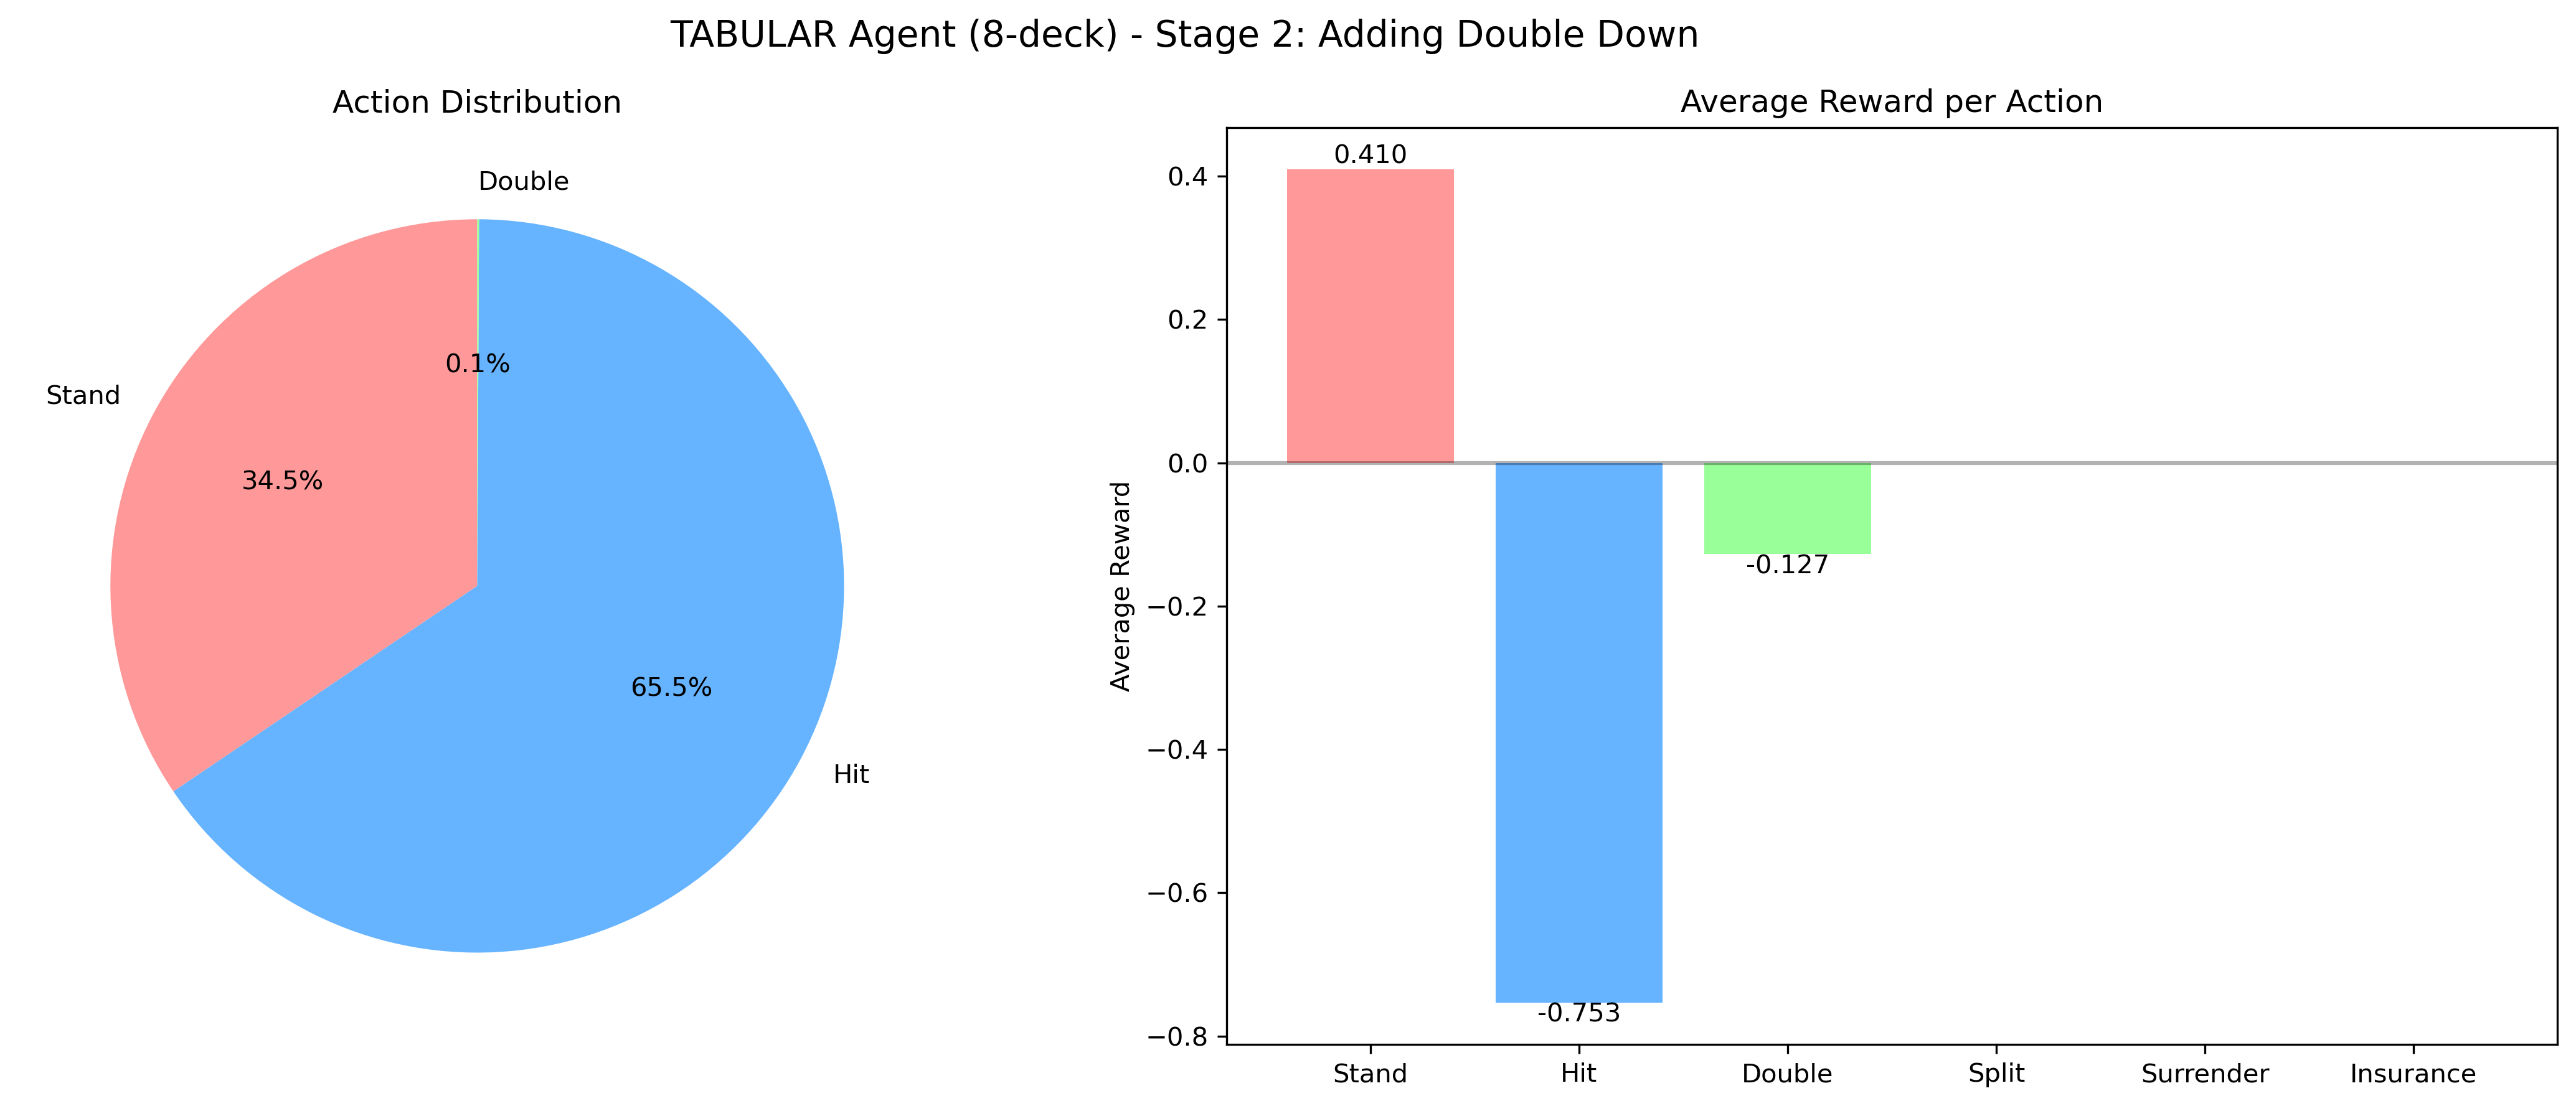 TABULAR Agent (8-deck) - Stage 2: Adding Double Down
Action Distribution
Double
0.1%
Stand
34.5%
65.5%
Hit
Average Reward per Action
Average Reward
0.4
0.2
0.0
−0.2
−0.4
−0.6
−0.8
0.410
-0.753
-0.127
Stand
Hit
Double
Split
Surrender
Insurance